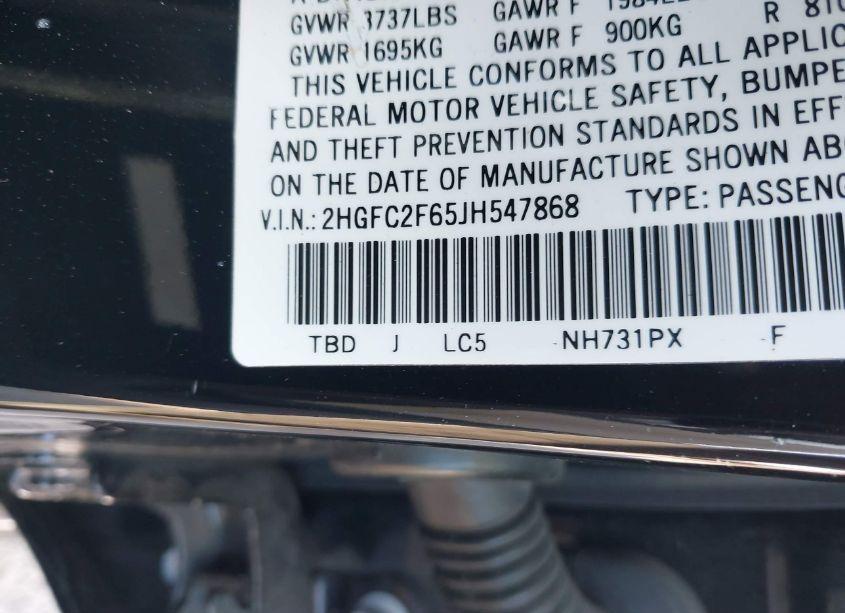 GVWR 3737LBS GAWR F
GVWR 1695KG GAWR F 900KG R 810
THIS VEHICLE CONFORMS TO ALL
FEDERAL MOTOR VEHICLE SAFETY,
AND THEFT PREVENTION STANDARDS IN
ON THE DATE OF MANUFACTURE SHOWN
V.I.N.: 2HGFC2F65JH547868 TYPE:
TBD J LC5 NH731PX F